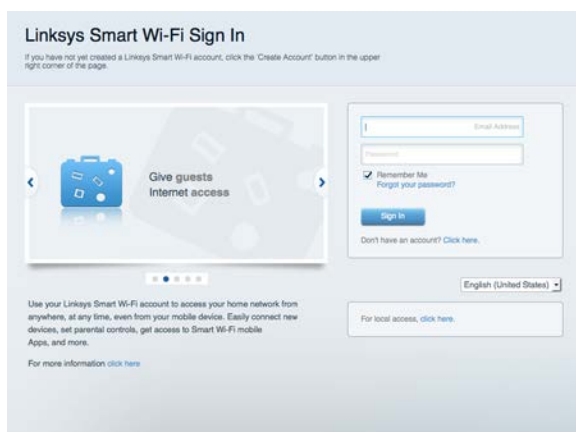 Linksys Smart Wi-Fi Sign In
If you have not yet created a Linksys Smart Wi-Fi account, click the 'Create Account' button in the upper
right corner of the page.
Give guests
Internet access
Email Address
Password
Remember Me
Forgot your password?
Sign In
Don't have an account? Click here.
English (United States)
Use your Linksys Smart Wi-Fi account to access your home network from
anywhere, at any time, even from your mobile device. Easily connect new
devices, set parental controls, get access to Smart Wi-Fi mobile
Apps, and more.
For more information click here
For local access, click here.